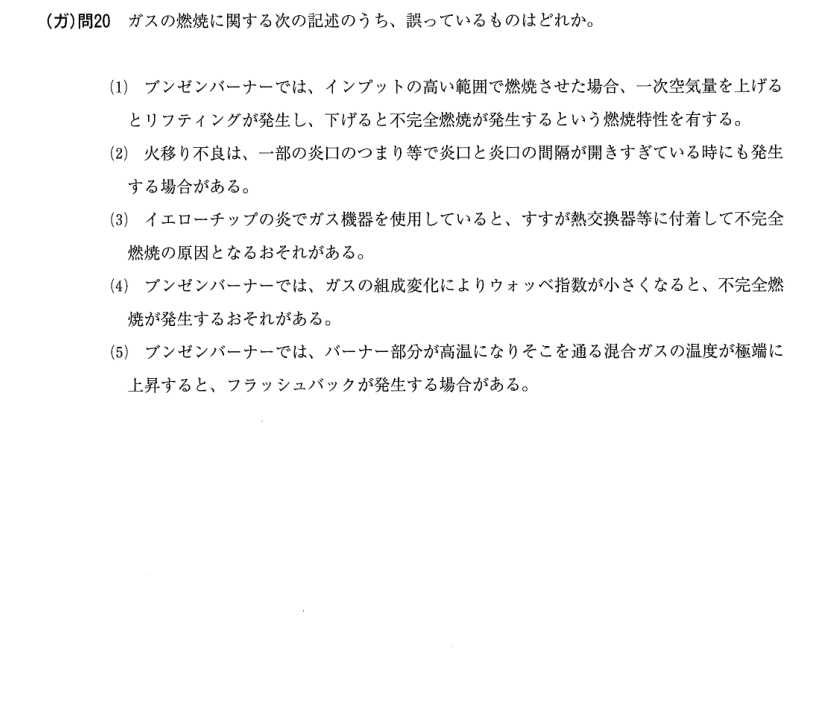 (ガ)問20 ガスの燃焼に関する次の記述のうち、誤っているものはどれか。
(1) ブンゼンバーナーでは、インプットの高い範囲で燃焼させた場合、一次空気量を上げる
とリフティングが発生し、下げると不完全燃焼が発生するという燃焼特性を有する。
(2) 火移り不良は、一部の炎口のつまり等で炎口と炎口の間隔が開きすぎている時にも発生
する場合がある。
(3) イエローチップの炎でガス機器を使用していると、すすが熱交換器等に付着して不完全
燃焼の原因となるおそれがある。
(4) ブンゼンバーナーでは、ガスの組成変化によりウォッベ指数が小さくなると、不完全燃
焼が発生するおそれがある。
(5) ブンゼンバーナーでは、バーナー部分が高温になりそこを通る混合ガスの温度が極端に
上昇すると、フラッシュバックが発生する場合がある。